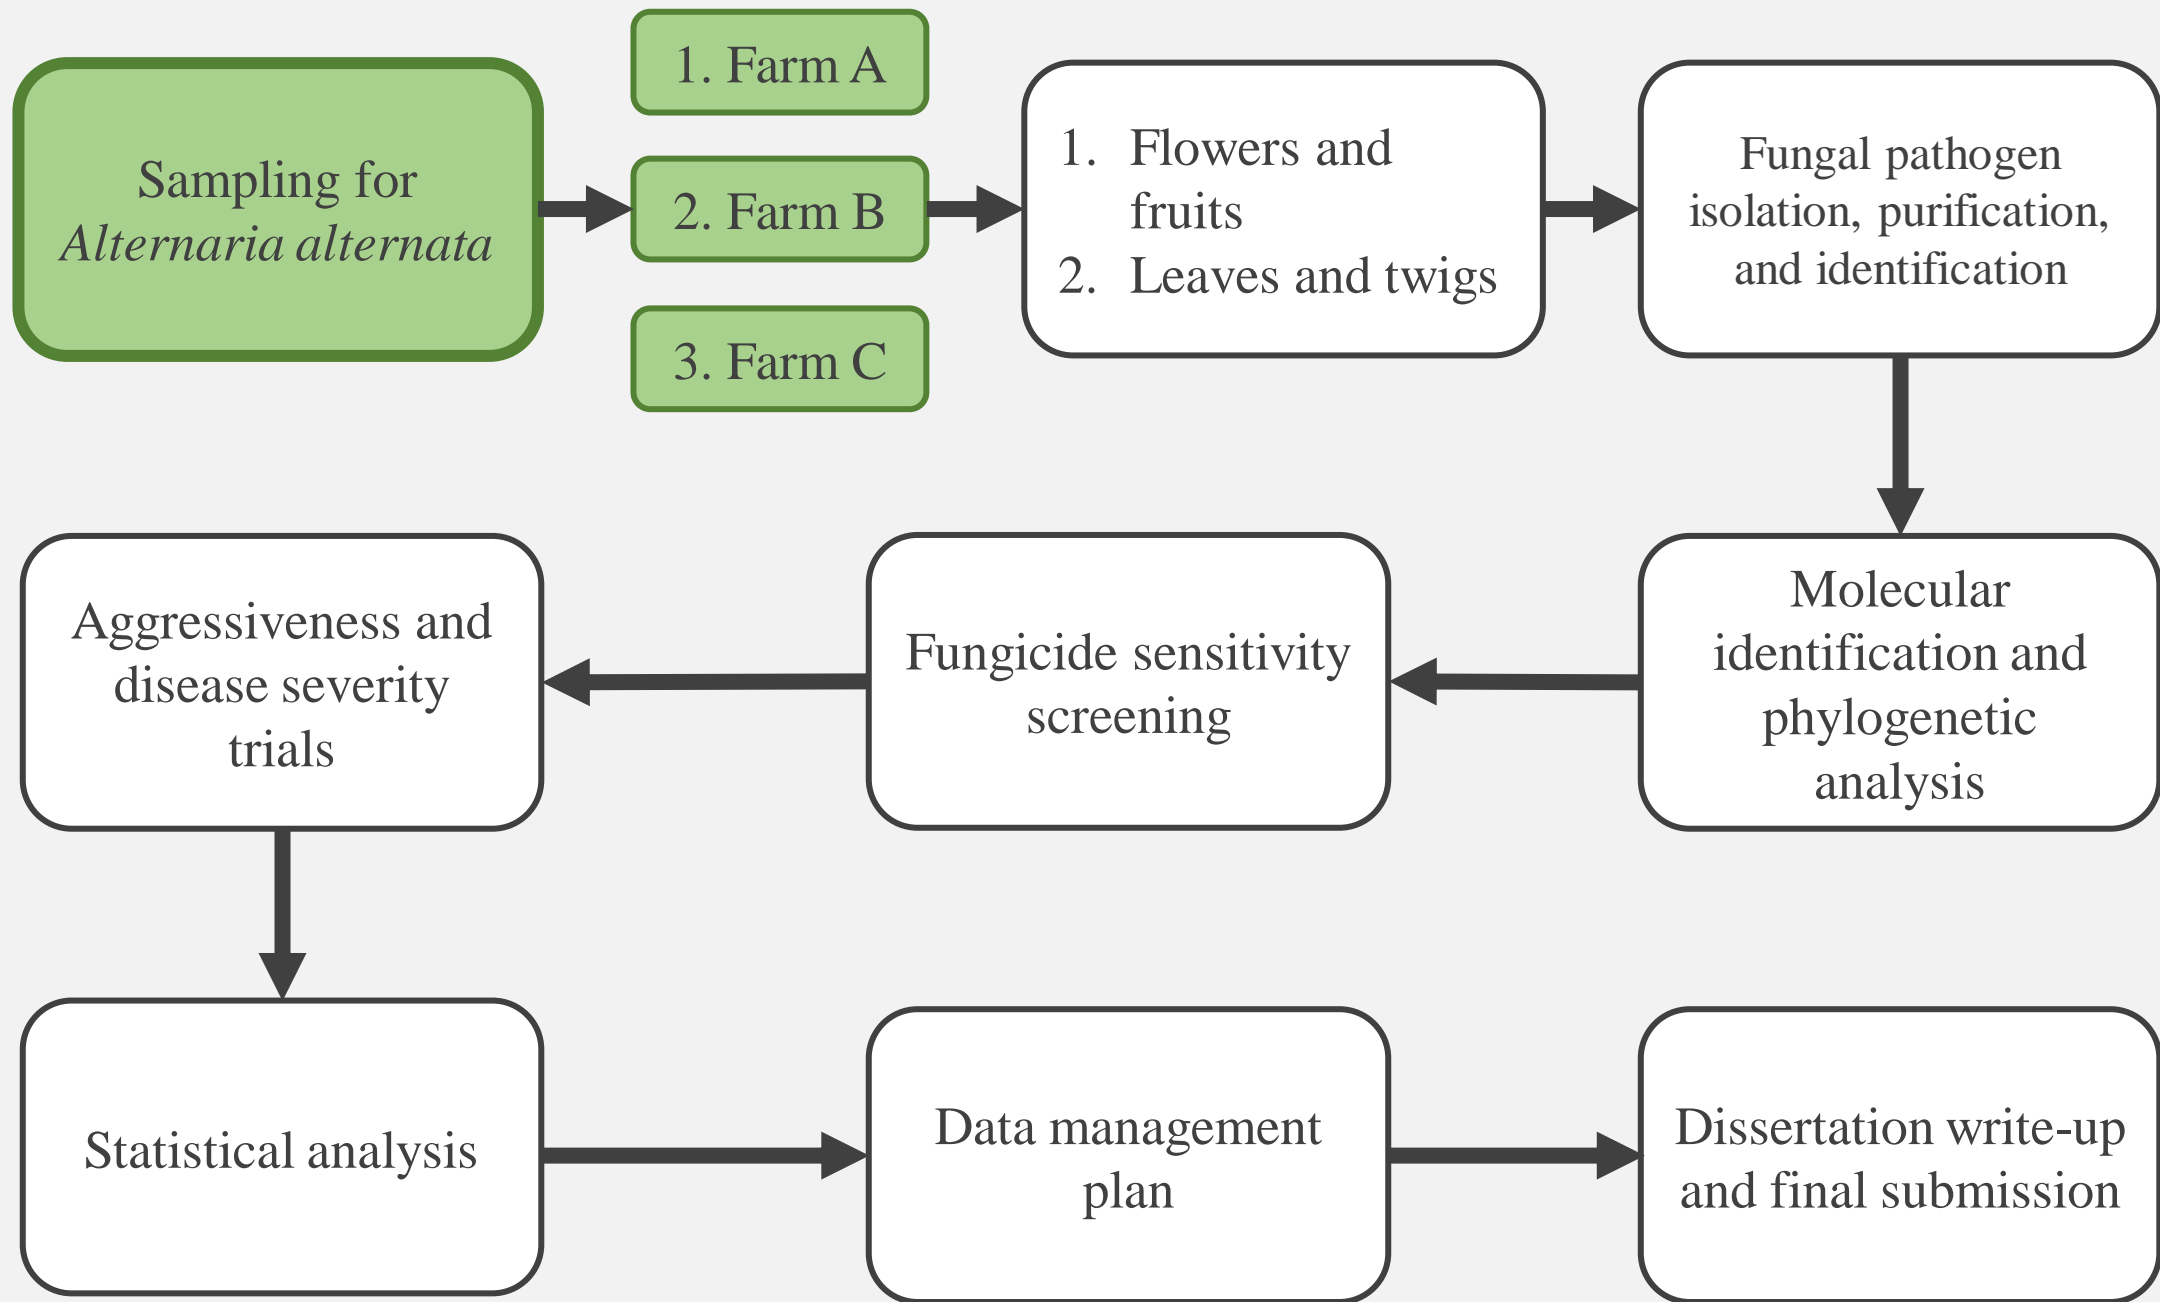 Sampling for
Alternaria alternata
1. Farm A
2. Farm B
3. Farm C
1. Flowers and
fruits
2. Leaves and twigs
Fungal pathogen
isolation, purification,
and identification
Molecular
identification and
phylogenetic
analysis
Fungicide sensitivity
screening
Aggressiveness and
disease severity
trials
Statistical analysis
Data management
plan
Dissertation write-up
and final submission